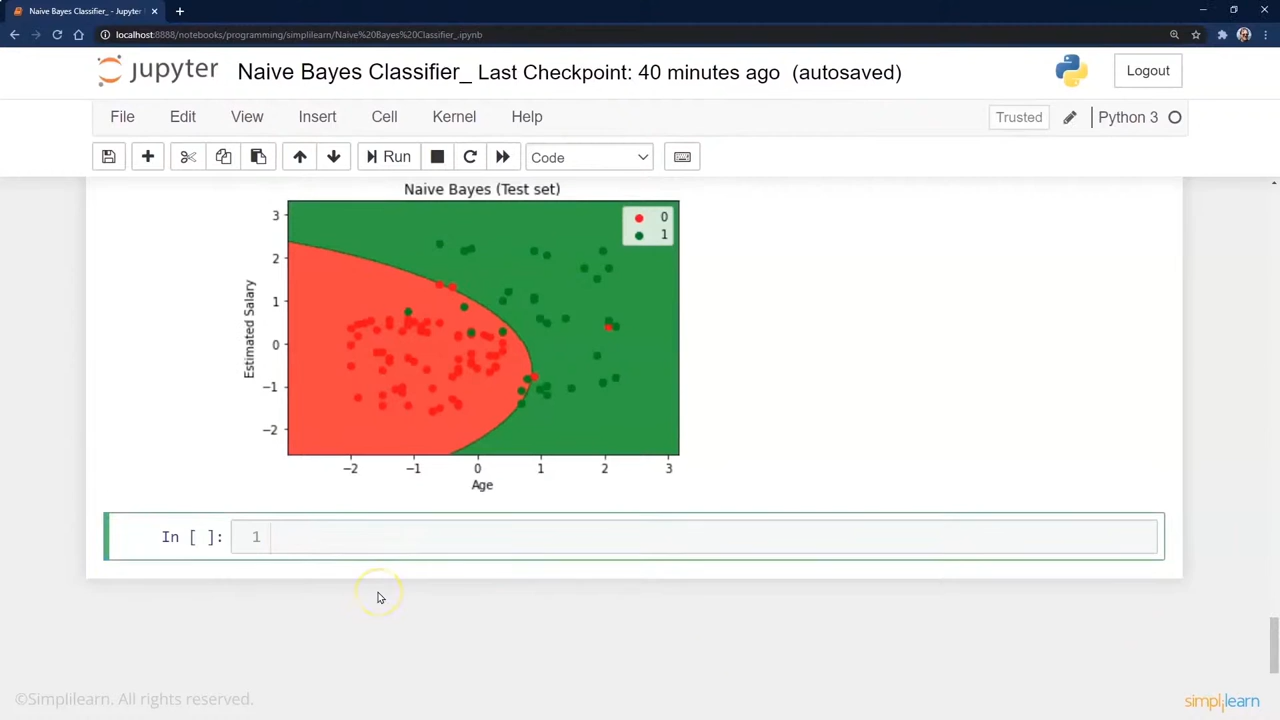 Naive Bayes Classifier_ - Jupyter
localhost:8888/notebooks/programming/simplilearn/Naive%20Bayes%20Classifier_.ipynb
jupyter Naive Bayes Classifier_ Last Checkpoint: 40 minutes ago (autosaved) Logout
File Edit View Insert Cell Kernel Help Trusted Python 3
Run Code
Naive Bayes (Test set)
3
2
1
0
−1
−2
Estimated Salary
0
1
−2 −1 0 1 2 3
Age
In [ ]: 1
©Simplilearn. All rights reserved.
simplilearn